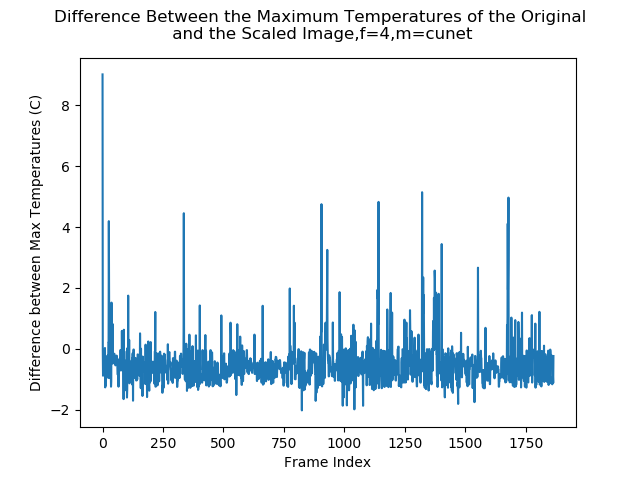 Difference Between the Maximum Temperatures of the Original
and the Scaled Image,f=4,m=cunet
Difference between Max Temperatures (C)
8
6
4
2
0
−2
0 250 500 750 1000 1250 1500 1750
Frame Index